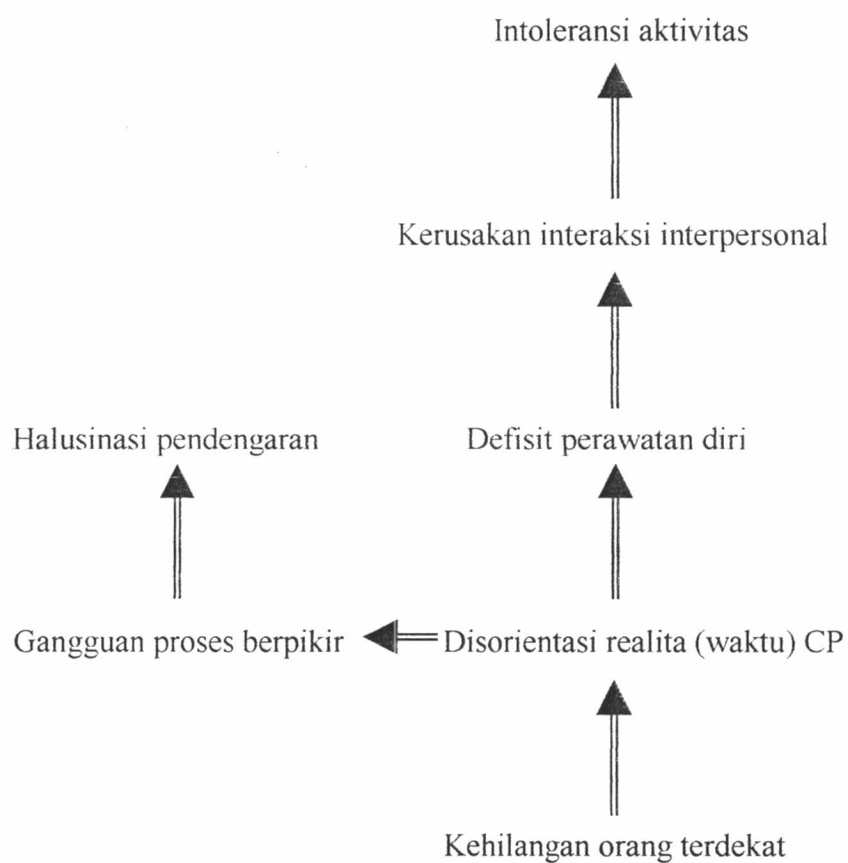 Intoleransi aktivitas
Kerusakan interaksi interpersonal
Halusinasi pendengaran
Defisit perawatan diri
Gangguan proses berpikir
Disorientasi realita (waktu) CP
Kehilangan orang terdekat